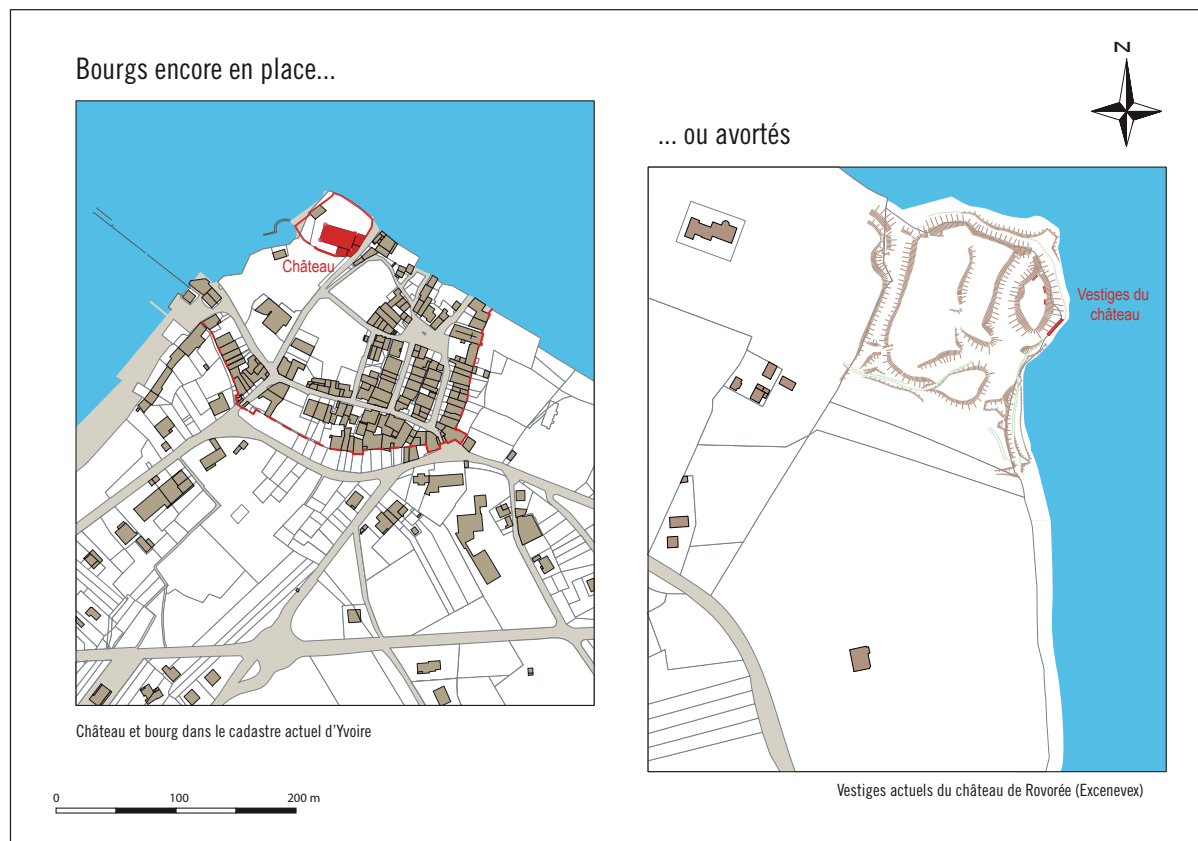 Bourgs encore en place...
Château
Château et bourg dans le cadastre actuel d'Yvoire
0 100 200 m
N
... ou avortés
Vestiges du
château
Vestiges actuels du château de Rovorée (Excenevex)